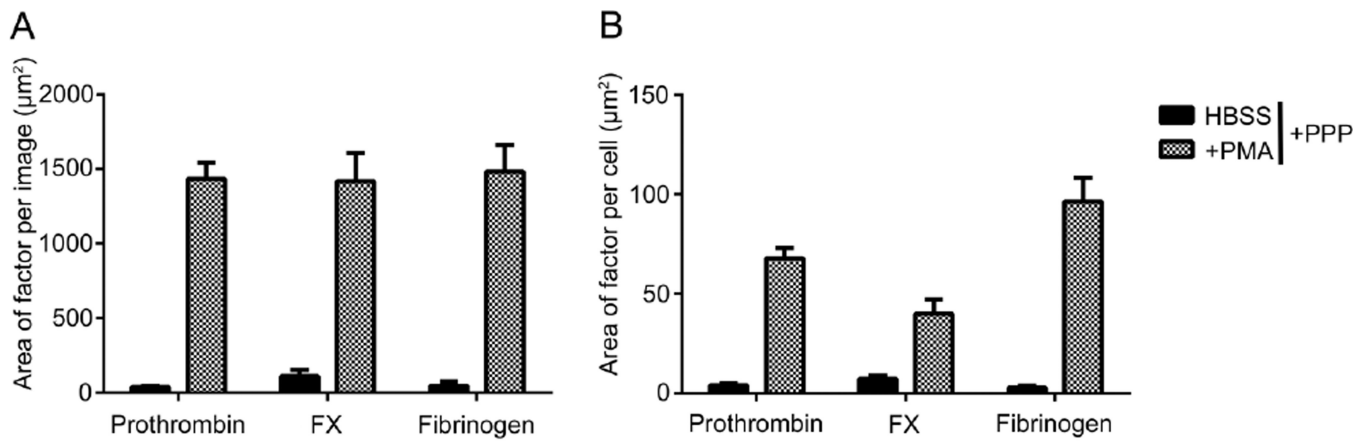 A
Area of factor per image (µm²)
2000
1500
1000
500
0
Prothrombin
FX
Fibrinogen
B
Area of factor per cell (µm²)
150
100
50
0
Prothrombin
FX
Fibrinogen
HBSS
+PMA
+PPP